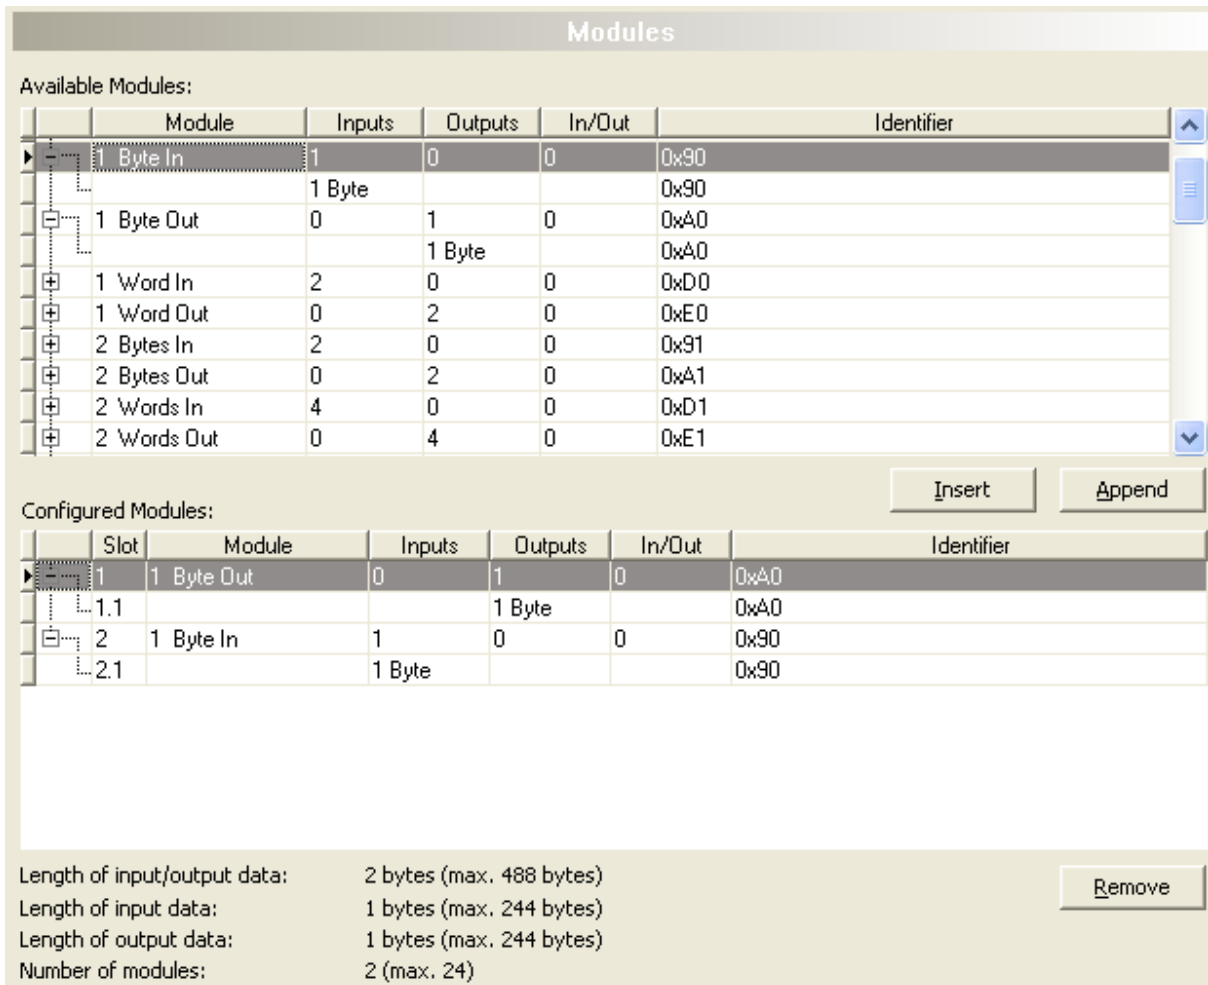 Modules
Available Modules:
Module Inputs Outputs In/Out Identifier
1 Byte In 1 0 0 0x90
1 Byte 0x90
1 Byte Out 0 1 0 0xA0
1 Byte 0xA0
1 Word In 2 0 0 0xD0
1 Word Out 0 2 0 0xE0
2 Bytes In 2 0 0 0x91
2 Bytes Out 0 2 0 0xA1
2 Words In 4 0 0 0xD1
2 Words Out 0 4 0 0xE1
Insert Append
Configured Modules:
Slot Module Inputs Outputs In/Out Identifier
1 1 Byte Out 0 1 0 0xA0
1.1 1 Byte 0xA0
2 1 Byte In 1 0 0 0x90
2.1 1 Byte 0x90
Length of input/output data: 2 bytes (max. 488 bytes)
Remove
Length of input data: 1 bytes (max. 244 bytes)
Length of output data: 1 bytes (max. 244 bytes)
Number of modules: 2 (max. 24)